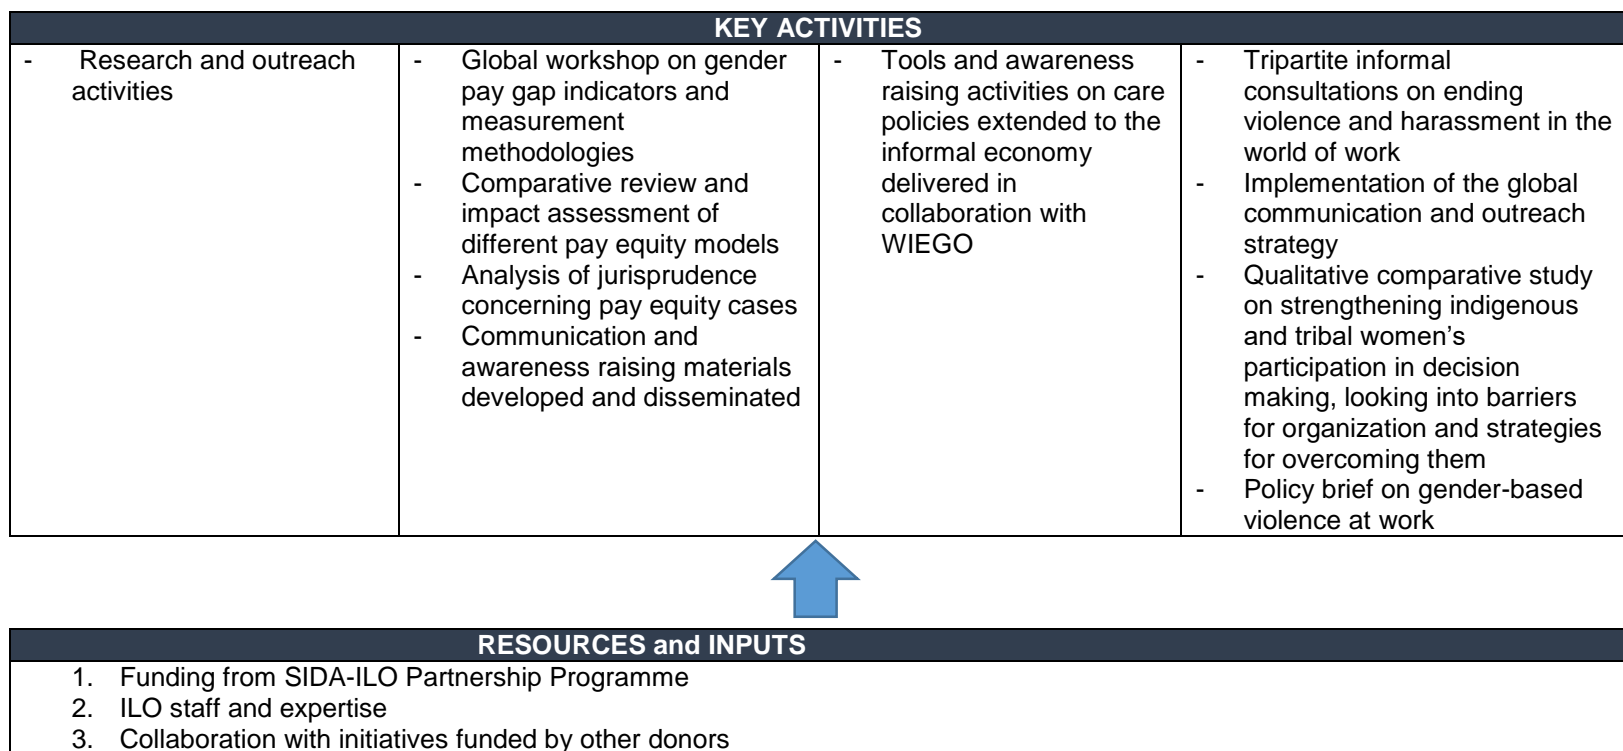 KEY ACTIVITIES
- Research and outreach
activities
- Global workshop on gender
pay gap indicators and
measurement
methodologies
- Comparative review and
impact assessment of
different pay equity models
- Analysis of jurisprudence
concerning pay equity cases
- Communication and
awareness raising materials
developed and disseminated
- Tools and awareness
raising activities on care
policies extended to the
informal economy
delivered in
collaboration with
WIEGO
- Tripartite informal
consultations on ending
violence and harassment in the
world of work
- Implementation of the global
communication and outreach
strategy
- Qualitative comparative study
on strengthening indigenous
and tribal women’s
participation in decision
making, looking into barriers
for organization and strategies
for overcoming them
- Policy brief on gender-based
violence at work
RESOURCES and INPUTS
1. Funding from SIDA-ILO Partnership Programme
2. ILO staff and expertise
3. Collaboration with initiatives funded by other donors